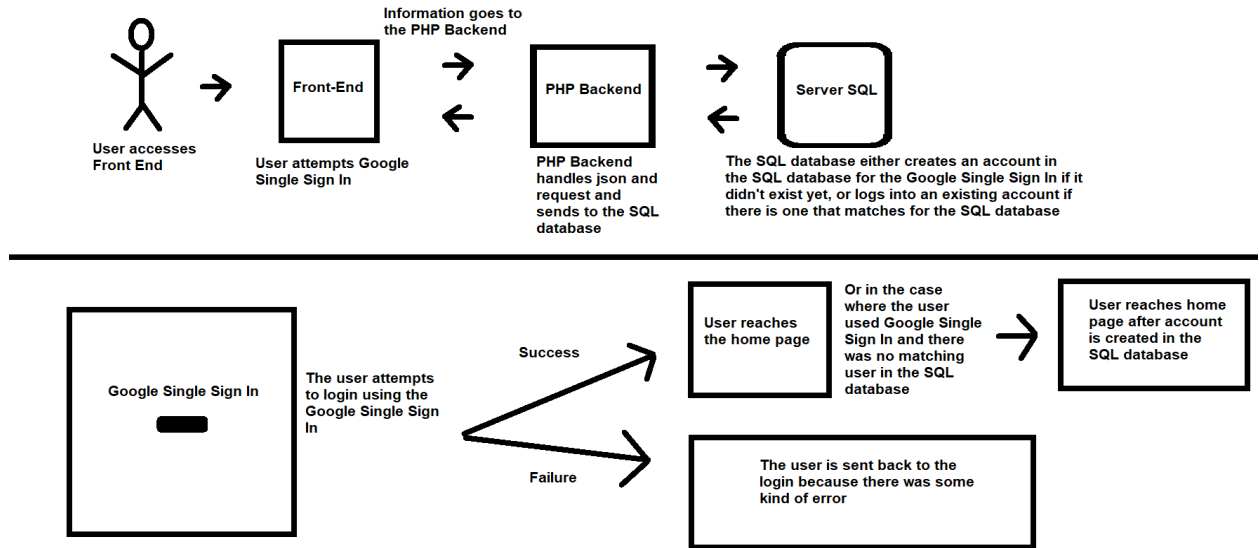 Information goes to
the PHP Backend
Front-End
PHP Backend
Server SQL
User accesses
Front End
User attempts Google
Single Sign In
PHP Backend
handles json and
request and
sends to the SQL
database
The SQL database either creates an account in
the SQL database for the Google Single Sign In if it
didn't exist yet, or logs into an existing account if
there is one that matches for the SQL database
Google Single Sign In
The user attempts
to login using the
Google Single Sign
In
Success
Failure
User reaches
the home page
Or in the case
where the user
used Google Single
Sign In and there
was no matching
user in the SQL
database
User reaches home
page after account
is created in the
SQL database
The user is sent back to the
login because there was some
kind of error